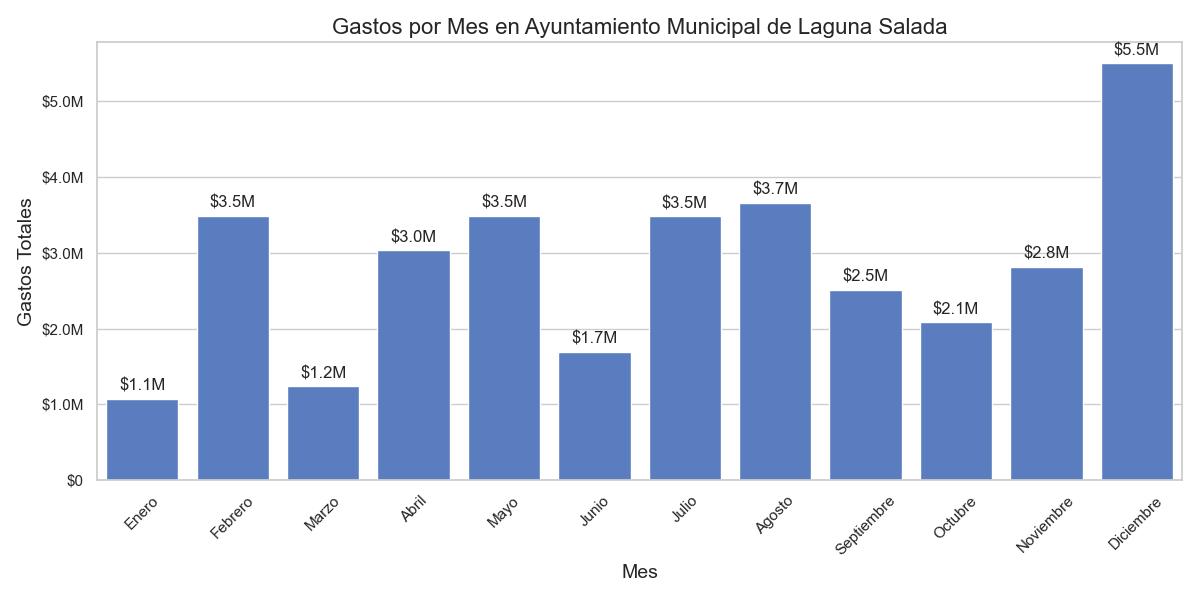 Gastos por Mes en Ayuntamiento Municipal de Laguna Salada
Gastos Totales
$5.0M
$4.0M
$3.0M
$2.0M
$1.0M
$0
$1.1M
$3.5M
$1.2M
$3.0M
$3.5M
$1.7M
$3.5M
$3.7M
$2.5M
$2.1M
$2.8M
$5.5M
Enero
Febrero
Marzo
Abril
Mayo
Junio
Julio
Agosto
Septiembre
Octubre
Noviembre
Diciembre
Mes